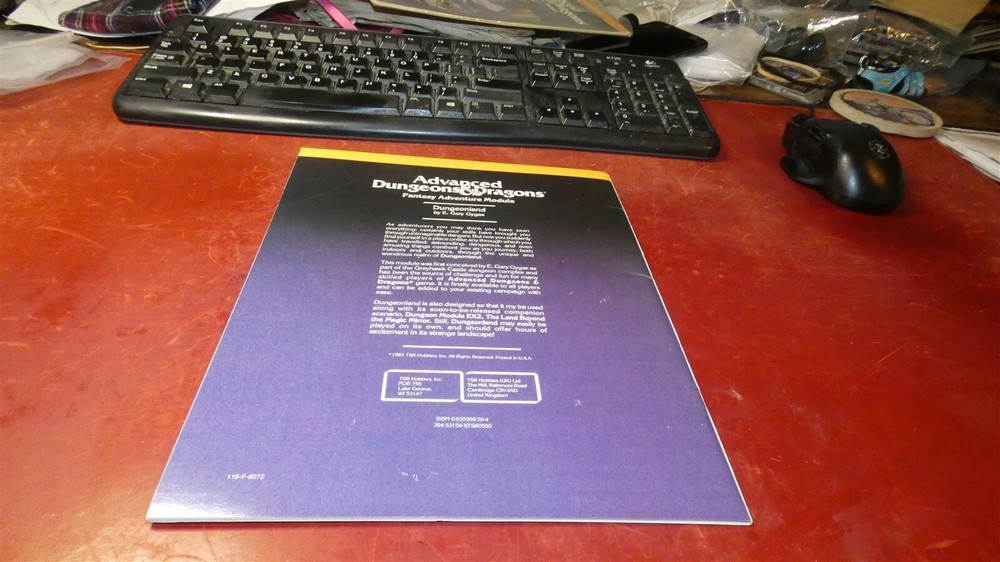 Advanced
Dungeons & Dragons®
Fantasy Adventure Module
Dungeonland
by E. Gary Gygax
As adventurers you may think you have seen
everything; certainly your skills have brought you
through unimaginable dangers. But now you suddenly
find yourself in a place unlike any through which you
have travelled: astounding, dangerous, and even
amusing things confront you as you journey, both
indoors and outdoors, through the unique and
wondrous realm of Dungeonland.
This module was first conceived by E. Gary Gygax as
part of the Greyhawk Castle dungeon complex and
has been the source of challenge and fun for many
skilled players of Advanced Dungeons &
Dragons® game. It is finally available to all players
and can be added to your existing campaign with
ease.
Dungeonland is also designed so that it my be used
along with its soon-to-be-released companion
scenario, Dungeon Module EX2, The Land Beyond
the Magic Mirror. Still, Dungeonland may easily be
played on its own, and should offer hours of
excitement in its strange landscape!
1983 TSR Hobbies, Inc., All Rights Reserved. Printed in U.S.A.
TSR Hobbies, Inc.
POB 756
Lake Geneva,
WI 53147
TSR Hobbies (UK) Ltd.
The Mill, Rathmore Road
Cambridge CB1 4AD
United Kingdom
394-53154-XTSR0550
116-F-9072